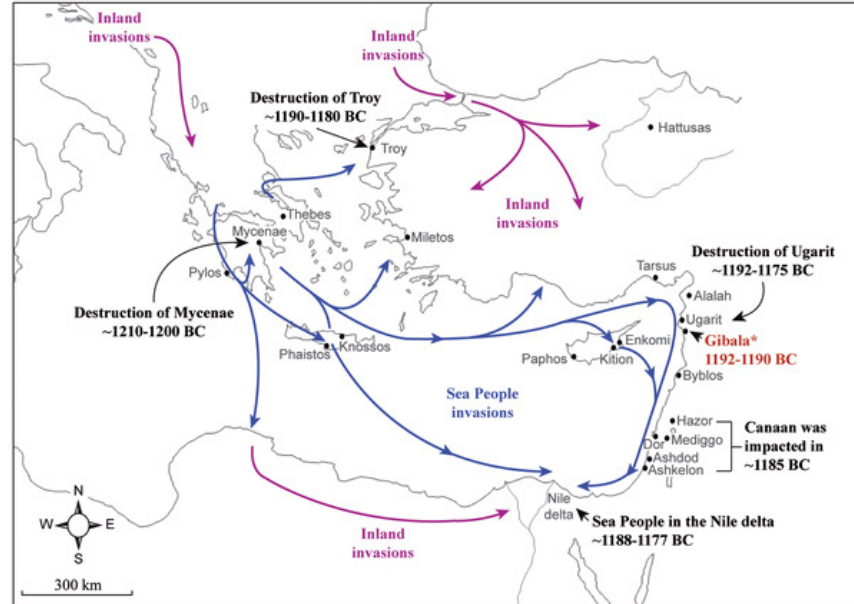 Inland
invasions
Inland
invasions
Destruction of Troy
~1190-1180 BC
Troy
Hattusas
Inland
invasions
Thebes
Mycenae
Miletos
Pylos
Destruction of Mycenae
~1210-1200 BC
Knossos
Phaistos
Destruction of Ugarit
~1192-1175 BC
Tarsus
Alalah
Ugarit
Gibala*
1192-1190 BC
Enkomi
Paphos
Kition
Byblos
Sea People
invasions
Hazor
Dor
Mediggo
Ashdod
Ashkelon
Canaan was
impacted in
~1185 BC
Nile
delta
Sea People in the Nile delta
~1188-1177 BC
Inland
invasions
N
W
E
S
300 km